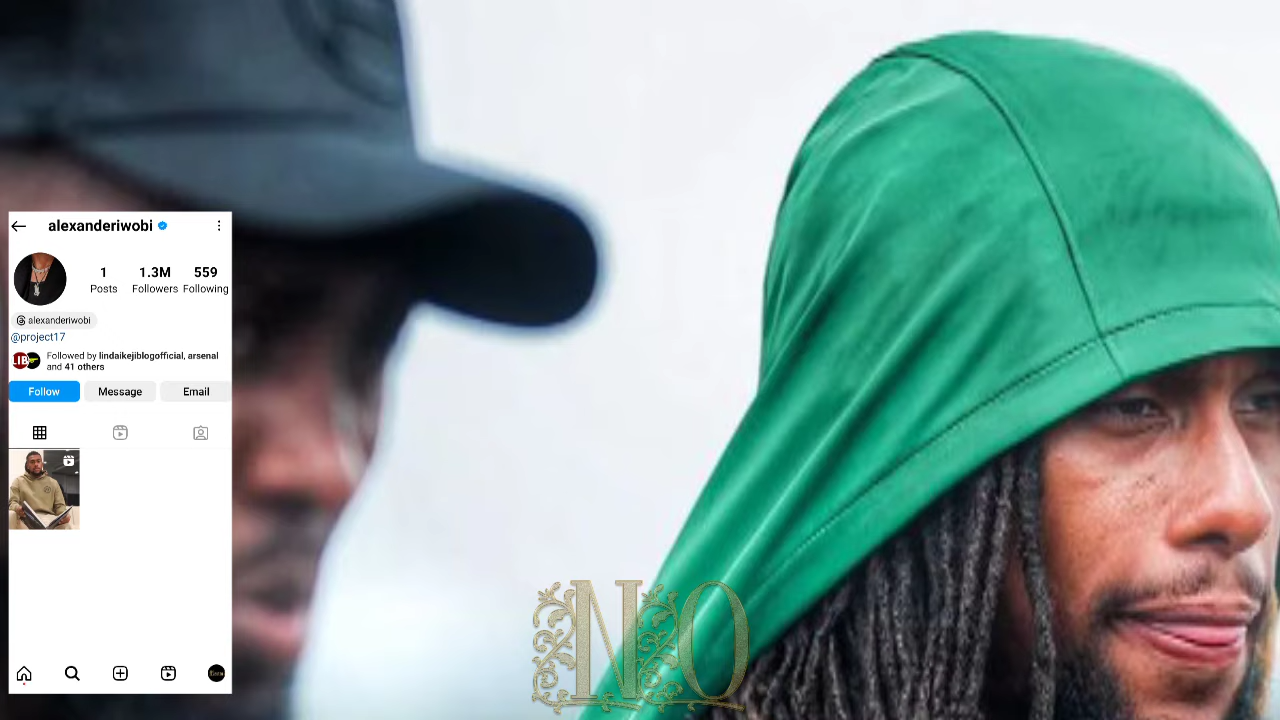 alexanderiwobi
1 1.3M 559
Posts Followers Following
alexanderiwobi
@project17
Followed by lindaikejiblogofficial, arsenal
and 41 others
Follow Message Email
NO